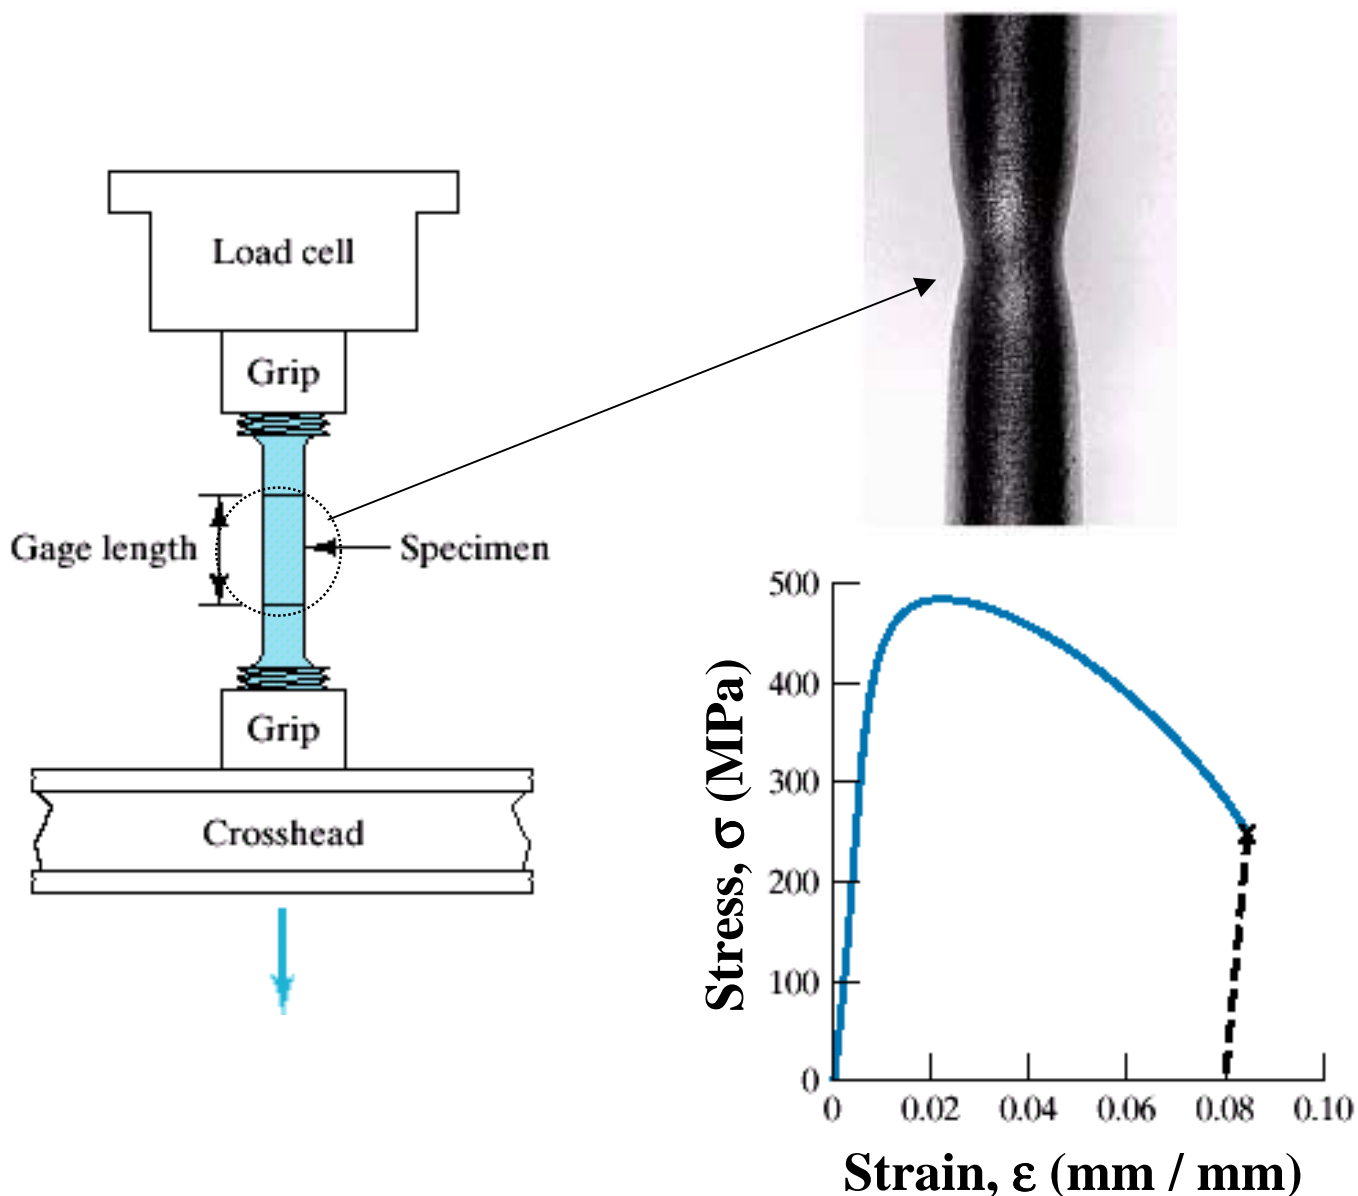 Load cell
Grip
Gage length
Specimen
Grip
Crosshead
500
400
300
200
100
0
Stress, σ (MPa)
0 0.02 0.04 0.06 0.08 0.10
Strain, ε (mm / mm)